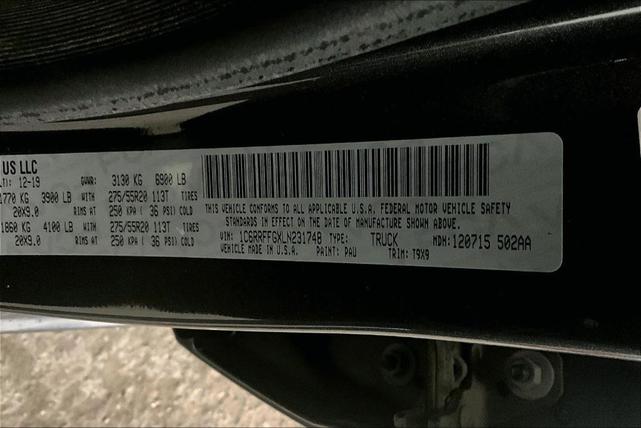 US LLC
12-19 GVWR: 3130 KG 6900 LB
1770 KG 3900 LB WITH 275/55R20 113T TIRES
20X9.0 RIMS AT 250 KPA ( 36 PSI) COLD
1860 KG 4100 LB WITH 275/55R20 113T TIRES
20X9.0 RIMS AT 250 KPA ( 36 PSI) COLD
THIS VEHICLE CONFORMS TO ALL APPLICABLE U.S.A. FEDERAL MOTOR VEHICLE SAFETY
STANDARDS IN EFFECT ON THE DATE OF MANUFACTURE SHOWN ABOVE.
VIN: 1C6RRFFGXLN231748 TYPE: TRUCK MDH: 120715 502AA
VEHICLE MADE IN U.S.A. PAINT: PAU TRIM: T9X9